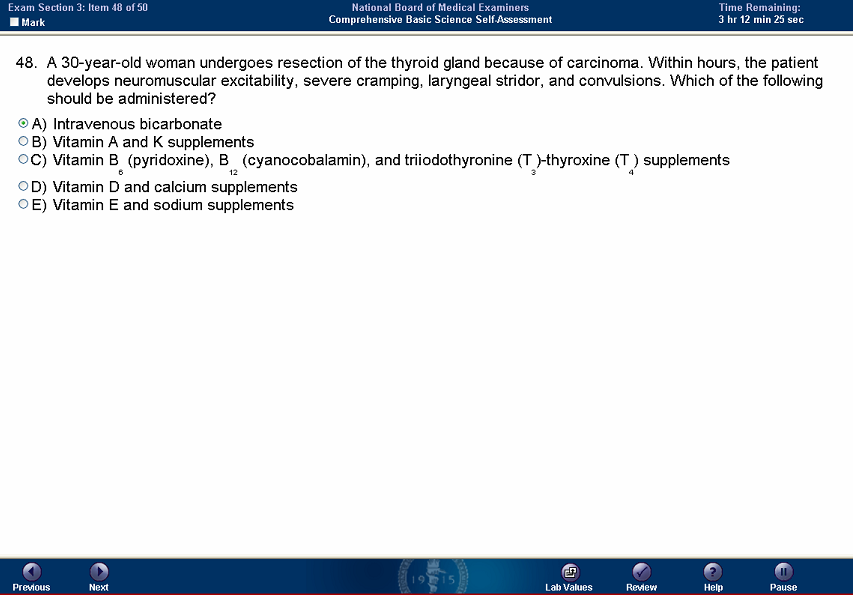 Exam Section 3: Item 48 of 50
National Board of Medical Examiners
Time Remaining:
Mark
Comprehensive Basic Science Self-Assessment
3 hr 12 min 25 sec
48. A 30-year-old woman undergoes resection of the thyroid gland because of carcinoma. Within hours, the patient
develops neuromuscular excitability, severe cramping, laryngeal stridor, and convulsions. Which of the following
should be administered?
A) Intravenous bicarbonate
B) Vitamin A and K supplements
C) Vitamin B6 (pyridoxine), B12 (cyanocobalamin), and triiodothyronine (T3)-thyroxine (T4) supplements
D) Vitamin D and calcium supplements
E) Vitamin E and sodium supplements
1915
Previous
Next
Lab Values
Review
Help
Pause